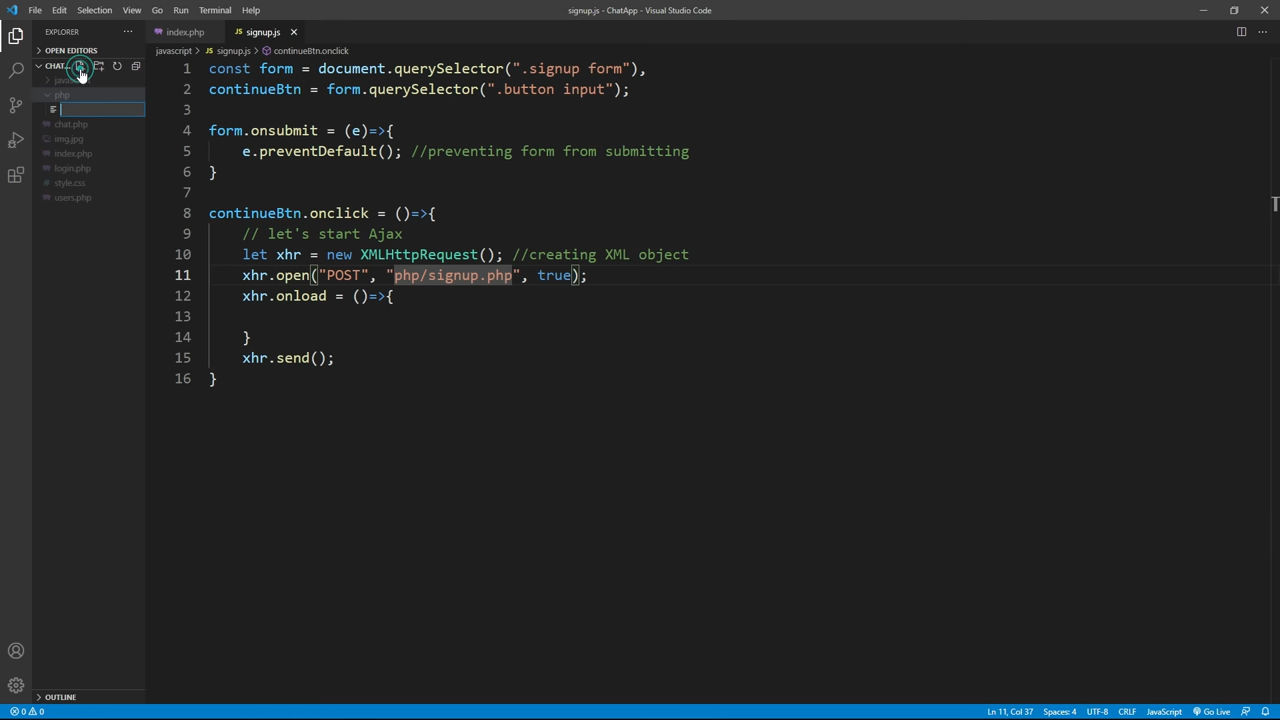 File Edit Selection View Go Run Terminal Help
signup.js - ChatApp - Visual Studio Code
EXPLORER
OPEN EDITORS
CHAT...
php
chat.php
img.jpg
index.php
login.php
style.css
users.php
OUTLINE
index.php
JS signup.js
javascript > JS signup.js > continueBtn.onclick
1 const form = document.querySelector(".signup form"),
2 continueBtn = form.querySelector(".button input");
3
4 form.onsubmit = (e)=>{
5 e.preventDefault(); //preventing form from submitting
6 }
7
8 continueBtn.onclick = ()=>{
9 // let's start Ajax
10 let xhr = new XMLHttpRequest(); //creating XML object
11 xhr.open("POST", "php/signup.php", true);
12 xhr.onload = ()=>{
13
14 }
15 xhr.send();
16 }
0 0
Ln 11, Col 37 Spaces: 4 UTF-8 CRLF JavaScript Go Live